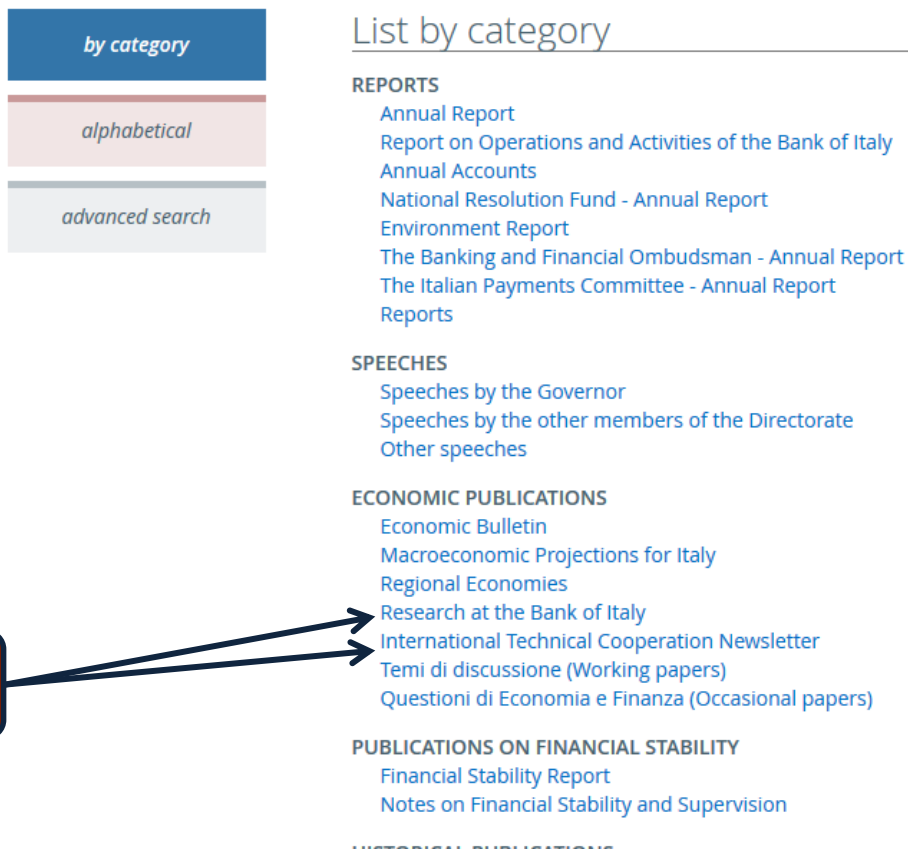 by category
alphabetical
advanced search
List by category
REPORTS
Annual Report
Report on Operations and Activities of the Bank of Italy
Annual Accounts
National Resolution Fund - Annual Report
Environment Report
The Banking and Financial Ombudsman - Annual Report
The Italian Payments Committee - Annual Report
Reports
SPEECHES
Speeches by the Governor
Speeches by the other members of the Directorate
Other speeches
ECONOMIC PUBLICATIONS
Economic Bulletin
Macroeconomic Projections for Italy
Regional Economies
Research at the Bank of Italy
International Technical Cooperation Newsletter
Temi di discussione (Working papers)
Questioni di Economia e Finanza (Occasional papers)
PUBLICATIONS ON FINANCIAL STABILITY
Financial Stability Report
Notes on Financial Stability and Supervision
HISTORICAL PUBLICATIONS